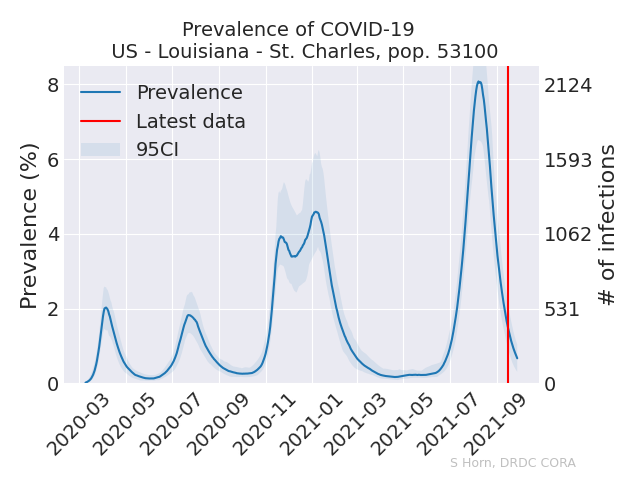 Prevalence of COVID-19
US - Louisiana - St. Charles, pop. 53100
Prevalence
Latest data
95CI
Prevalence (%)
8
6
4
2
0
2124
1593
1062
531
0
# of infections
2020-03
2020-05
2020-07
2020-09
2020-11
2021-01
2021-03
2021-05
2021-07
2021-09
S Horn, DRDC CORA